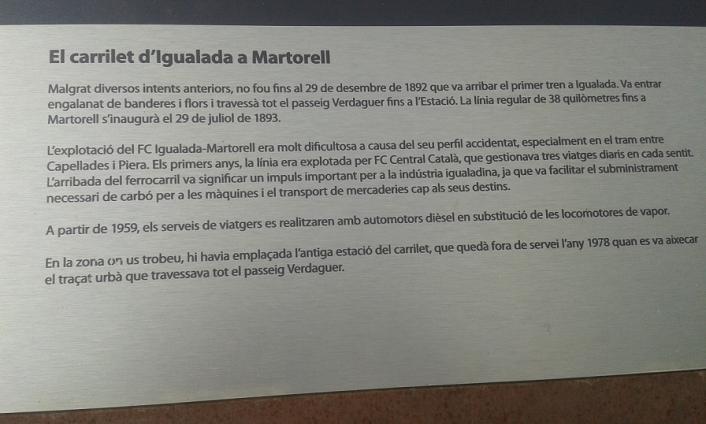 El carrilet d'Igualada a Martorell
Malgrat diversos intents anteriors, no fou fins al 29 de desembre de 1892 que va arribar el primer tren a Igualada. Va entrar
engalanat de banderes i flors i travessà tot el passeig Verdaguer fins a l'Estació. La línia regular de 38 quilòmetres fins a
Martorell s'inaugurà el 29 de juliol de 1893.
L'explotació del FC Igualada-Martorell era molt dificultosa a causa del seu perfil accidentat, especialment en el tram entre
Capellades i Piera. Els primers anys, la línia era explotada per FC Central Català, que gestionava tres viatges diaris en cada sentit.
L'arribada del ferrocarril va significar un impuls important per a la indústria igualadina, ja que va facilitar el subministrament
necessari de carbó per a les màquines i el transport de mercaderies cap als seus destins.
A partir de 1959, els serveis de viatgers es realitzaren amb automotors dièsel en substitució de les locomotores de vapor.
En la zona on us trobeu, hi havia emplaçada l'antiga estació del carrilet, que quedà fora de servei l'any 1978 quan es va aixecar
el traçat urbà que travessava tot el passeig Verdaguer.